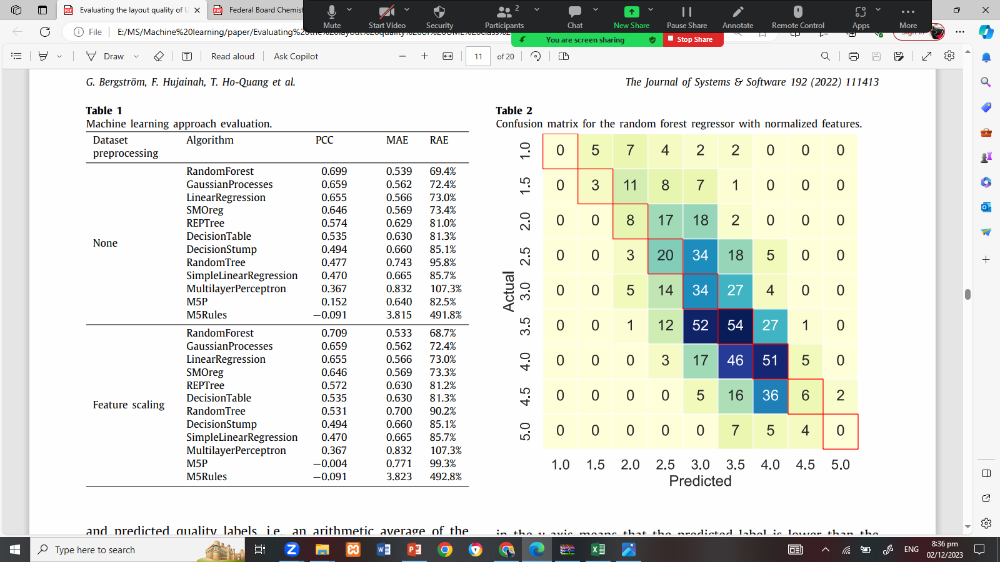 Evaluating the layout quality of U
Federal Board Chemist
Mute
Start Video
Security
Participants
2
Chat
New Share
Pause Share
Annotate
Remote Control
Apps
More
You are screen sharing
Stop Share
File
E:/MS/Machine%20learning/paper/Evaluating%20
Draw
Read aloud
Ask Copilot
11
of 20
G. Bergström, F. Hujainah, T. Ho-Quang et al.
The Journal of Systems & Software 192 (2022) 111413
Table 1
Machine learning approach evaluation.
Dataset preprocessing Algorithm PCC MAE RAE
None
RandomForest 0.699 0.539 69.4%
GaussianProcesses 0.659 0.562 72.4%
LinearRegression 0.655 0.566 73.0%
SMOreg 0.646 0.569 73.4%
REPTree 0.574 0.629 81.0%
DecisionTable 0.535 0.630 81.3%
DecisionStump 0.494 0.660 85.1%
RandomTree 0.477 0.743 95.8%
SimpleLinearRegression 0.470 0.665 85.7%
MultilayerPerceptron 0.367 0.832 107.3%
M5P 0.152 0.640 82.5%
M5Rules −0.091 3.815 491.8%
Feature scaling
RandomForest 0.709 0.533 68.7%
GaussianProcesses 0.659 0.562 72.4%
LinearRegression 0.655 0.566 73.0%
SMOreg 0.646 0.569 73.3%
REPTree 0.572 0.630 81.2%
DecisionTable 0.535 0.630 81.3%
RandomTree 0.531 0.700 90.2%
DecisionStump 0.494 0.660 85.1%
SimpleLinearRegression 0.470 0.665 85.7%
MultilayerPerceptron 0.367 0.832 107.3%
M5P −0.004 0.771 99.3%
M5Rules −0.091 3.823 492.8%
and predicted quality labels, i.e., an arithmetic average of the
Table 2
Confusion matrix for the random forest regressor with normalized features.
Actual
1.0 0 5 7 4 2 2 0 0 0
1.5 0 3 11 8 7 1 0 0 0
2.0 0 0 8 17 18 2 0 0 0
2.5 0 0 3 20 34 18 5 0 0
3.0 0 0 5 14 34 27 4 0 0
3.5 0 0 1 12 52 54 27 1 0
4.0 0 0 0 3 17 46 51 5 0
4.5 0 0 0 0 5 16 36 6 2
5.0 0 0 0 0 0 7 5 4 0
1.0 1.5 2.0 2.5 3.0 3.5 4.0 4.5 5.0
Predicted
in the y-axis means that the predicted label is lower than the
Type here to search
ENG
8:36 pm
02/12/2023